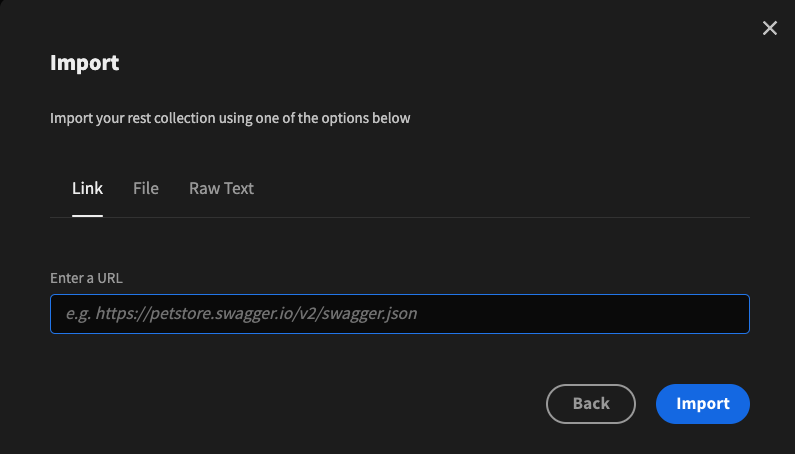 Import
Import your rest collection using one of the options below
Link File Raw Text
Enter a URL
e.g. https://petstore.swagger.io/v2/swagger.json
Back Import